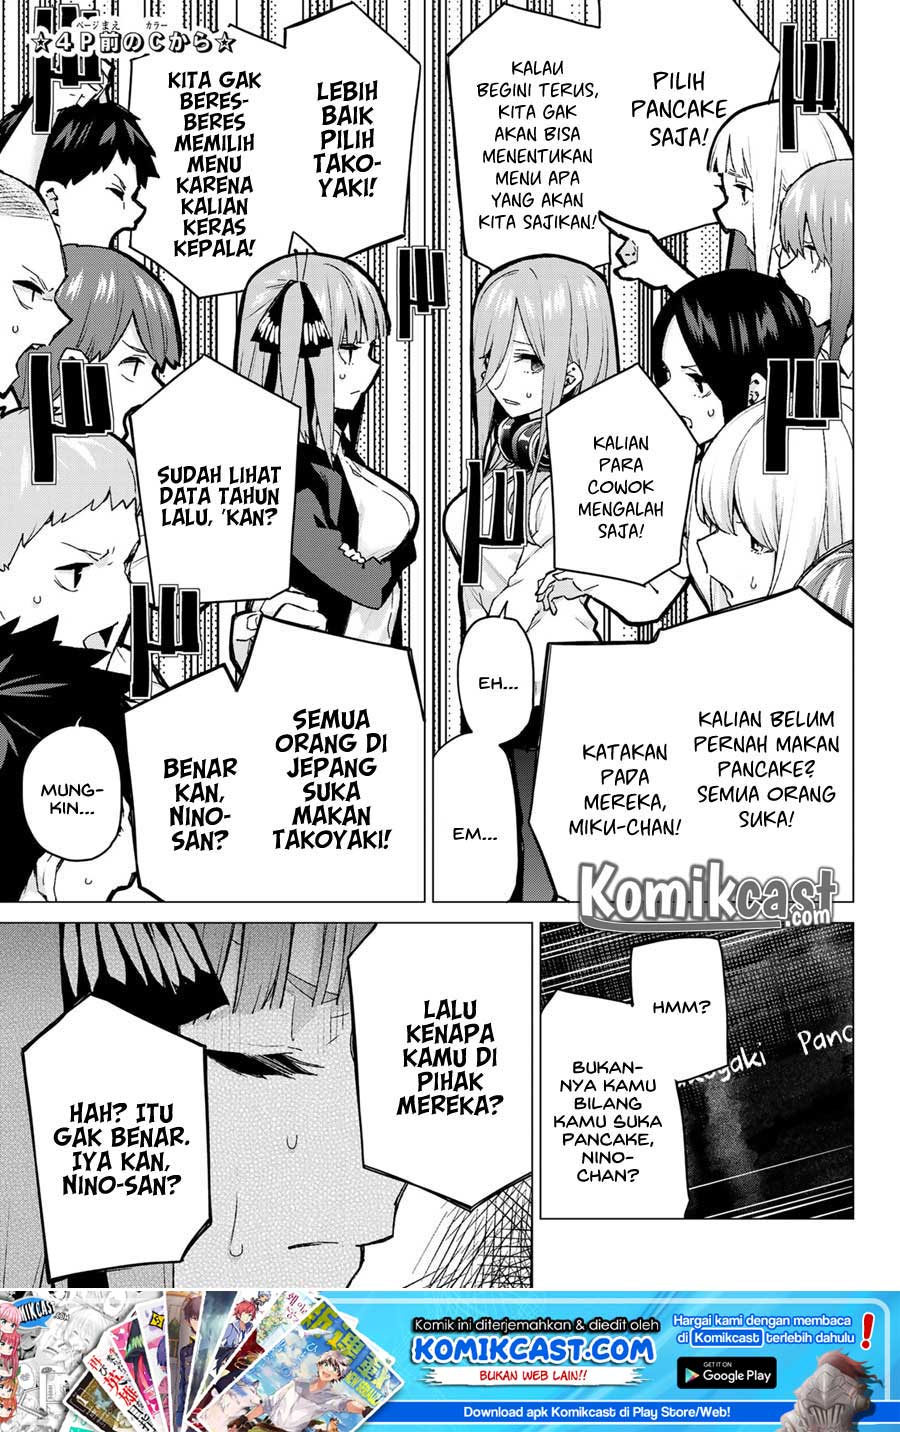 ページまえ カラー
☆4P前のCから☆
PILIH
PANCAKE
SAJA!
KALAU
BEGINI TERUS,
KITA GAK
AKAN BISA
MENENTUKAN
MENU APA
YANG AKAN
KITA SAJIKAN!
LEBIH
BAIK
PILIH
TAKO-
YAKI!
KITA GAK
BERES-
BERES
MEMILIH
MENU
KARENA
KALIAN
KERAS
KEPALA!
KALIAN
PARA
COWOK
MENGALAH
SAJA!
SUDAH LIHAT
DATA TAHUN
LALU, 'KAN?
KALIAN BELUM
PERNAH MAKAN
PANCAKE?
SEMUA ORANG
SUKA!
KATAKAN
PADA
MEREKA,
MIKU-CHAN!
EH...
EM...
SEMUA
ORANG DI
JEPANG
SUKA
MAKAN
TAKOYAKI!
BENAR
KAN,
NINO-
SAN?
MUNG-
KIN...
Komikcast
.com
HMM?
Panc
BUKAN-
NYA KAMU
BILANG
KAMU SUKA
PANCAKE,
NINO-
CHAN?
LALU
KENAPA
KAMU DI
PIHAK
MEREKA?
HAH? ITU
GAK BENAR.
IYA KAN,
NINO-SAN?
Komik ini diterjemahkan & diedit oleh
KOMIKCAST.COM
BUKAN WEB LAIN!!
Hargai kami dengan membaca
di Komikcast terlebih dahulu !
GET IT ON
Google Play
Download apk Komikcast di Play Store/Web!